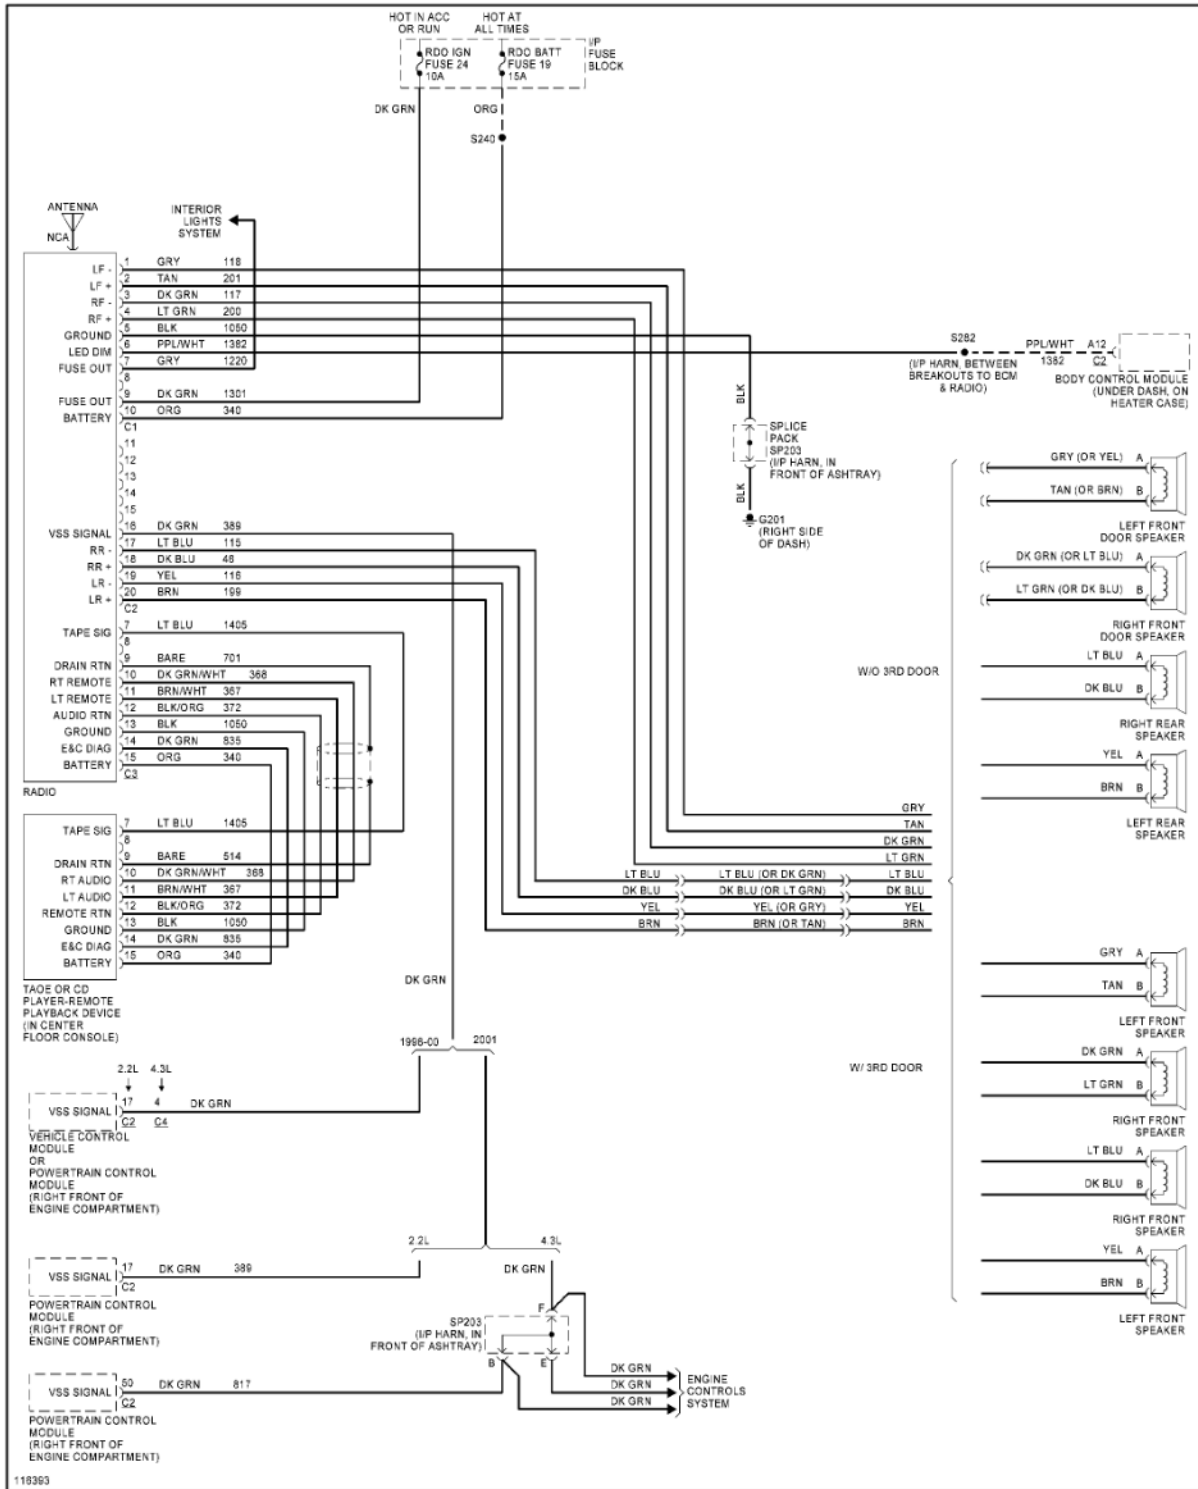 HOT IN ACC
OR RUN
HOT AT
ALL TIMES
RDO IGN
FUSE 24
10A
RDO BATT
FUSE 19
15A
I/P
FUSE
BLOCK
DK GRN
ORG
S240
ANTENNA
NCA
INTERIOR
LIGHTS
SYSTEM
LF - 1 GRY 118
LF + 2 TAN 201
RF - 3 DK GRN 117
RF + 4 LT GRN 200
GROUND 5 BLK 1050
LED DIM 6 PPL/WHT 1382
FUSE OUT 7 GRY 1220
8
FUSE OUT 9 DK GRN 1301
BATTERY 10 ORG 340
C1
11
12
13
14
15
VSS SIGNAL 16 DK GRN 389
RR - 17 LT BLU 115
RR + 18 DK BLU 46
LR - 19 YEL 116
LR + 20 BRN 199
C2
TAPE SIG 7 LT BLU 1405
8
DRAIN RTN 9 BARE 701
RT REMOTE 10 DK GRN/WHT 368
LT REMOTE 11 BRN/WHT 367
AUDIO RTN 12 BLK/ORG 372
GROUND 13 BLK 1050
E&C DIAG 14 DK GRN 835
BATTERY 15 ORG 340
C3
RADIO
TAPE SIG 7 LT BLU 1405
8
DRAIN RTN 9 BARE 514
RT AUDIO 10 DK GRN/WHT 368
LT AUDIO 11 BRN/WHT 367
REMOTE RTN 12 BLK/ORG 372
GROUND 13 BLK 1050
E&C DIAG 14 DK GRN 835
BATTERY 15 ORG 340
TAOE OR CD
PLAYER-REMOTE
PLAYBACK DEVICE
(IN CENTER
FLOOR CONSOLE)
BLK
SPLICE
PACK
SP203
(I/P HARN, IN
FRONT OF ASHTRAY)
BLK
G201
(RIGHT SIDE
OF DASH)
S282
(I/P HARN, BETWEEN
BREAKOUTS TO BCM
& RADIO)
PPL/WHT A12
1382 C2
BODY CONTROL MODULE
(UNDER DASH, ON
HEATER CASE)
GRY (OR YEL) A
TAN (OR BRN) B
LEFT FRONT
DOOR SPEAKER
DK GRN (OR LT BLU) A
LT GRN (OR DK BLU) B
RIGHT FRONT
DOOR SPEAKER
W/O 3RD DOOR
LT BLU A
DK BLU B
RIGHT REAR
SPEAKER
YEL A
BRN B
LEFT REAR
SPEAKER
GRY
TAN
DK GRN
LT GRN
LT BLU LT BLU (OR DK GRN) LT BLU
DK BLU DK BLU (OR LT GRN) DK BLU
YEL YEL (OR GRY) YEL
BRN BRN (OR TAN) BRN
GRY A
TAN B
LEFT FRONT
SPEAKER
W/ 3RD DOOR
DK GRN A
LT GRN B
RIGHT FRONT
SPEAKER
LT BLU A
DK BLU B
RIGHT FRONT
SPEAKER
YEL A
BRN B
LEFT FRONT
SPEAKER
DK GRN
1998-00 2001
2.2L 4.3L
VSS SIGNAL 17 4 DK GRN
C2 C4
VEHICLE CONTROL
MODULE
OR
POWERTRAIN CONTROL
MODULE
(RIGHT FRONT OF
ENGINE COMPARTMENT)
2.2L 4.3L
VSS SIGNAL 17 DK GRN 389
C2
POWERTRAIN CONTROL
MODULE
(RIGHT FRONT OF
ENGINE COMPARTMENT)
DK GRN
F
SP203
(I/P HARN, IN
FRONT OF ASHTRAY)
B E
VSS SIGNAL 50 DK GRN 817
C2
POWERTRAIN CONTROL
MODULE
(RIGHT FRONT OF
ENGINE COMPARTMENT)
DK GRN
DK GRN
DK GRN
ENGINE
CONTROLS
SYSTEM
116393